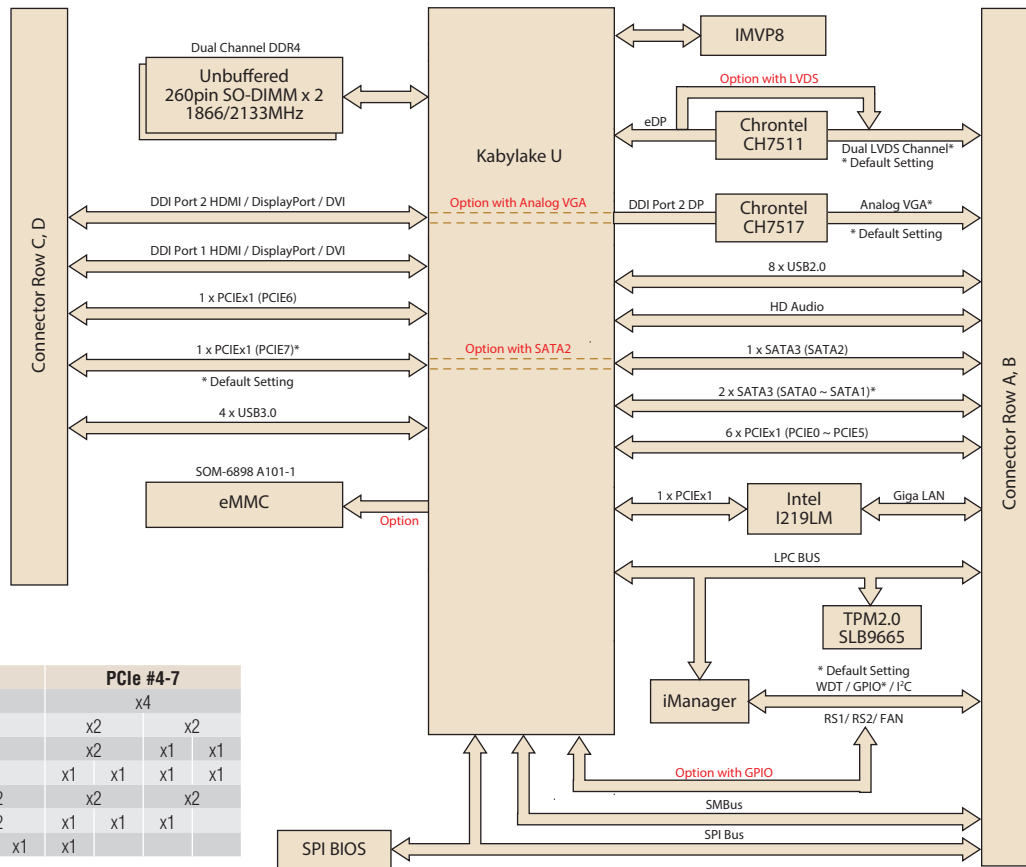 Dual Channel DDR4
Unbuffered
260pin SO-DIMM x 2
1866/2133MHz
Connector Row C, D
DDI Port 2 HDMI / DisplayPort / DVI
DDI Port 1 HDMI / DisplayPort / DVI
1 x PCIEx1 (PCIE6)
1 x PCIEx1 (PCIE7)*
* Default Setting
4 x USB3.0
SOM-6898 A101-1
eMMC
Option
Kabylake U
Option with Analog VGA
Option with SATA2
IMVP8
Option with LVDS
eDP
Chrontel
CH7511
Dual LVDS Channel*
* Default Setting
DDI Port 2 DP
Chrontel
CH7517
Analog VGA*
* Default Setting
8 x USB2.0
HD Audio
1 x SATA3 (SATA2)
2 x SATA3 (SATA0 ~ SATA1)*
6 x PCIEx1 (PCIE0 ~ PCIE5)
1 x PCIEx1
Intel
I219LM
Giga LAN
LPC BUS
TPM2.0
SLB9665
iManager
* Default Setting
WDT / GPIO* / I²C
RS1/ RS2/ FAN
Option with GPIO
SMBus
SPI Bus
SPI BIOS
Connector Row A, B
PCIe #4-7
x4
x2 x2
x2 x1 x1
x1 x1 x1 x1
2 x2 x2
2 x1 x1 x1
x1 x1